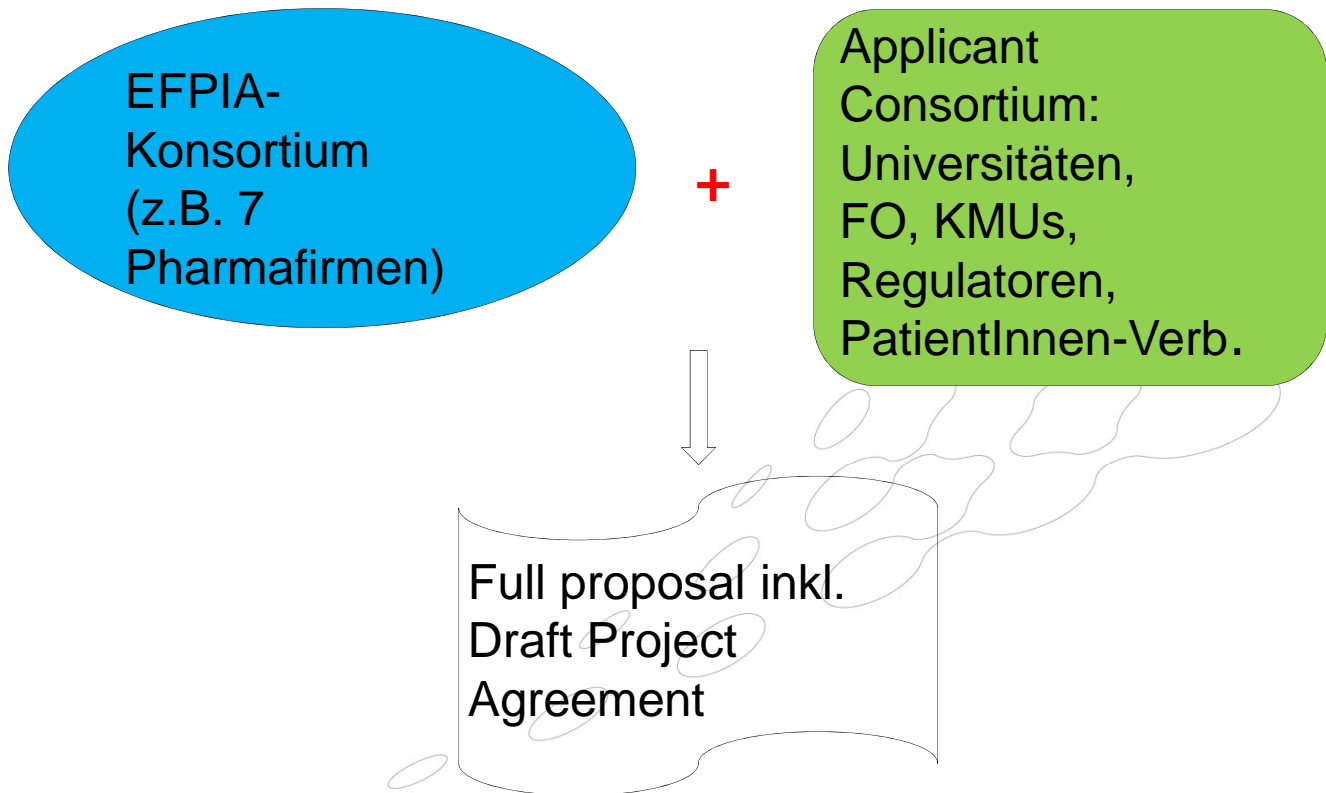 EFPIA-
Konsortium
(z.B. 7
Pharmafirmen)
+
Applicant
Consortium:
Universitäten,
FO, KMUs,
Regulatoren,
PatientInnen-Verb.
Full proposal inkl.
Draft Project
Agreement